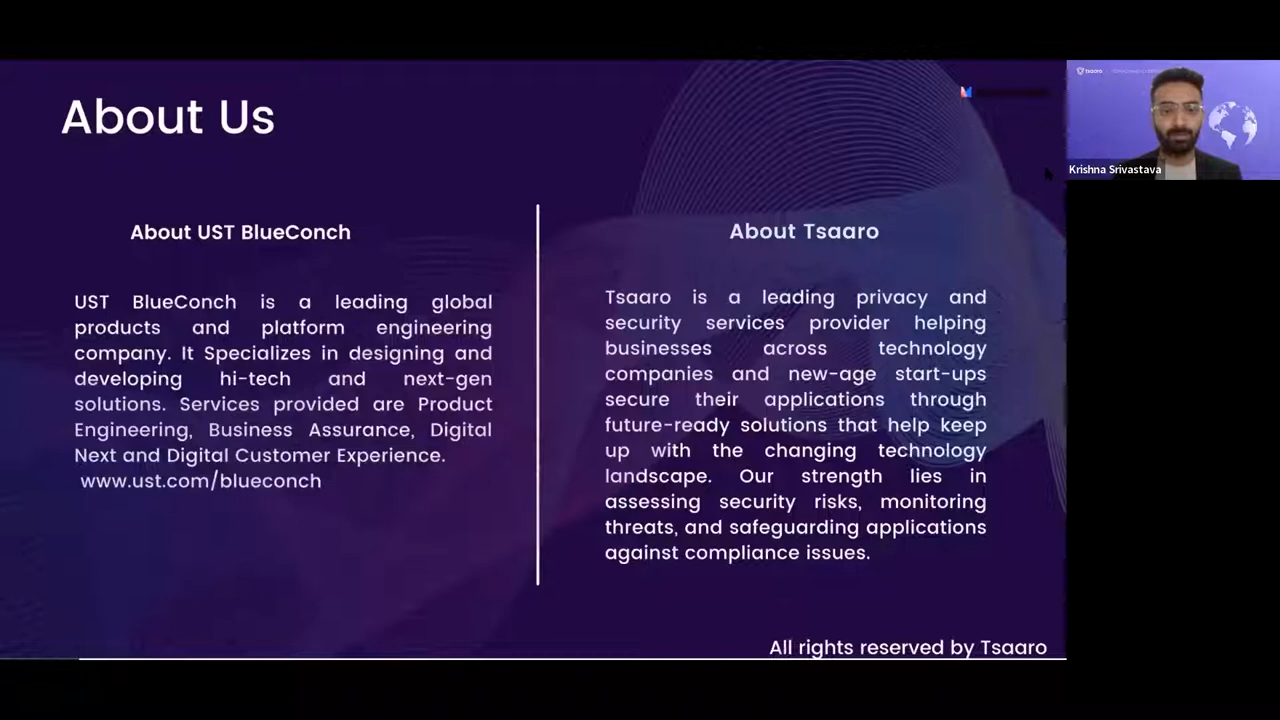 About Us
About UST BlueConch
UST BlueConch is a leading global
products and platform engineering
company. It Specializes in designing and
developing hi-tech and next-gen
solutions. Services provided are Product
Engineering, Business Assurance, Digital
Next and Digital Customer Experience.
www.ust.com/blueconch
About Tsaaro
Tsaaro is a leading privacy and
security services provider helping
businesses across technology
companies and new-age start-ups
secure their applications through
future-ready solutions that help keep
up with the changing technology
landscape. Our strength lies in
assessing security risks, monitoring
threats, and safeguarding applications
against compliance issues.
All rights reserved by Tsaaro
tsaaro
Krishna Srivastava